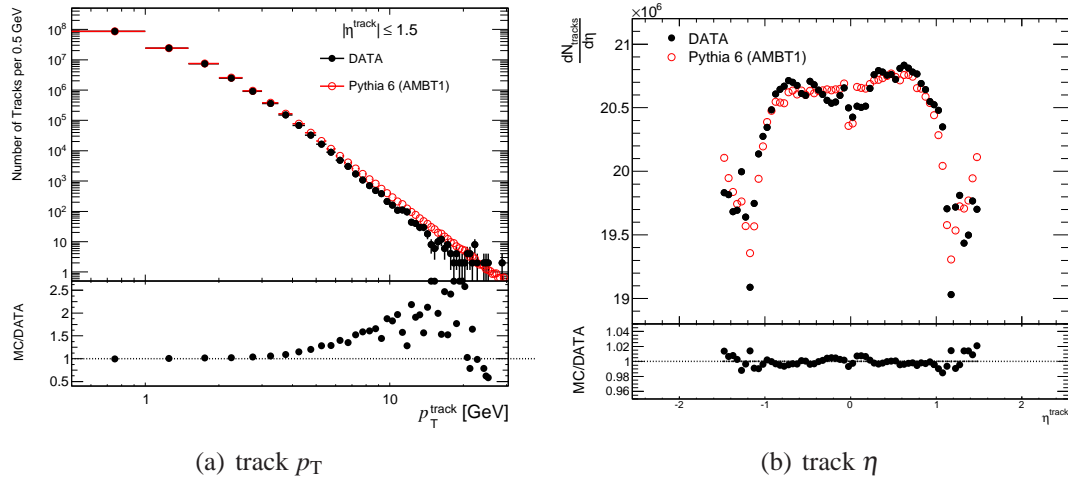 |η^track| ≤ 1.5
DATA
Pythia 6 (AMBT1)
Number of Tracks per 0.5 GeV
10^8
10^7
10^6
10^5
10^4
10^3
10^2
10
1
MC/DATA
2.5
2
1.5
1
0.5
1
10
p_T^track [GeV]
(a) track p_T
×10^6
dN_tracks
dη
DATA
Pythia 6 (AMBT1)
21
20.5
20
19.5
19
MC/DATA
1.04
1.02
1.00
0.98
0.96
-2
-1
0
1
2
η^track
(b) track η